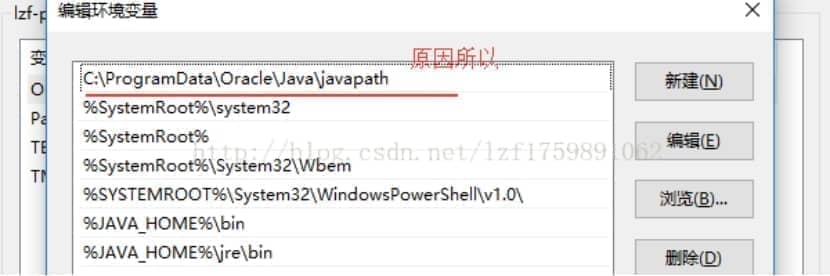 lzf-p
编辑环境变量
原因所以
变
O
Pa
TE
TM
C:\ProgramData\Oracle\Java\javapath
%SystemRoot%\system32
%SystemRoot%
%SystemRoot%\System32\Wbem
%SYSTEMROOT%\System32\WindowsPowerShell\v1.0\
%JAVA_HOME%\bin
%JAVA_HOME%\jre\bin
新建(N)
编辑(E)
浏览(B)...
删除(D)
http://blog.csdn.net/lzf1759891062